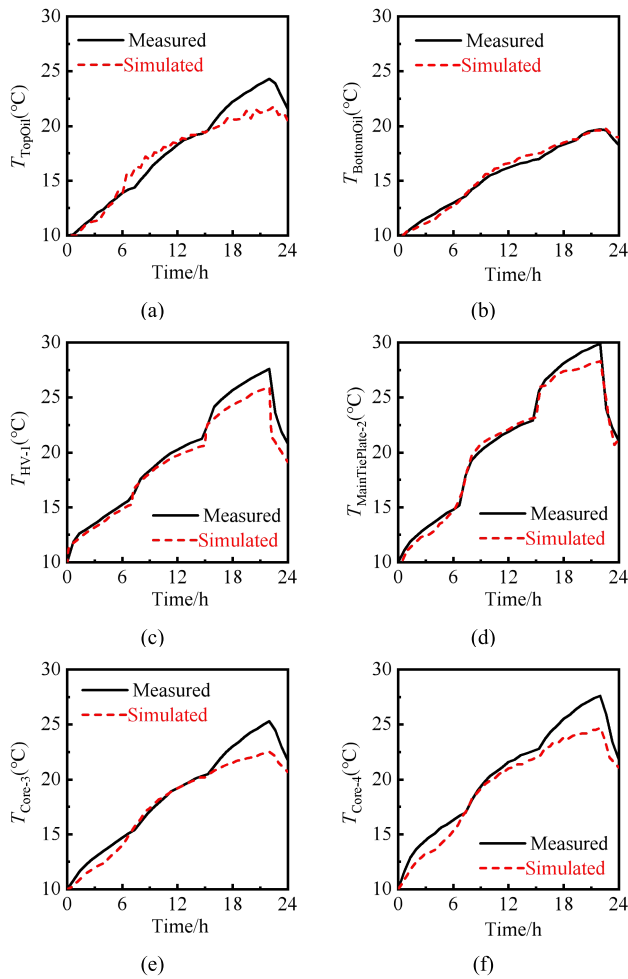 30
25
20
15
10
T_TopOil(°C)
Measured
Simulated
0 6 12 18 24
Time/h
(a)
30
25
20
15
10
T_BottomOil(°C)
Measured
Simulated
0 6 12 18 24
Time/h
(b)
30
25
20
15
10
T_HV-1(°C)
Measured
Simulated
0 6 12 18 24
Time/h
(c)
30
25
20
15
10
T_MainTiePlate-2(°C)
Measured
Simulated
0 6 12 18 24
Time/h
(d)
30
25
20
15
10
T_Core-3(°C)
Measured
Simulated
0 6 12 18 24
Time/h
(e)
30
25
20
15
10
T_Core-4(°C)
Measured
Simulated
0 6 12 18 24
Time/h
(f)